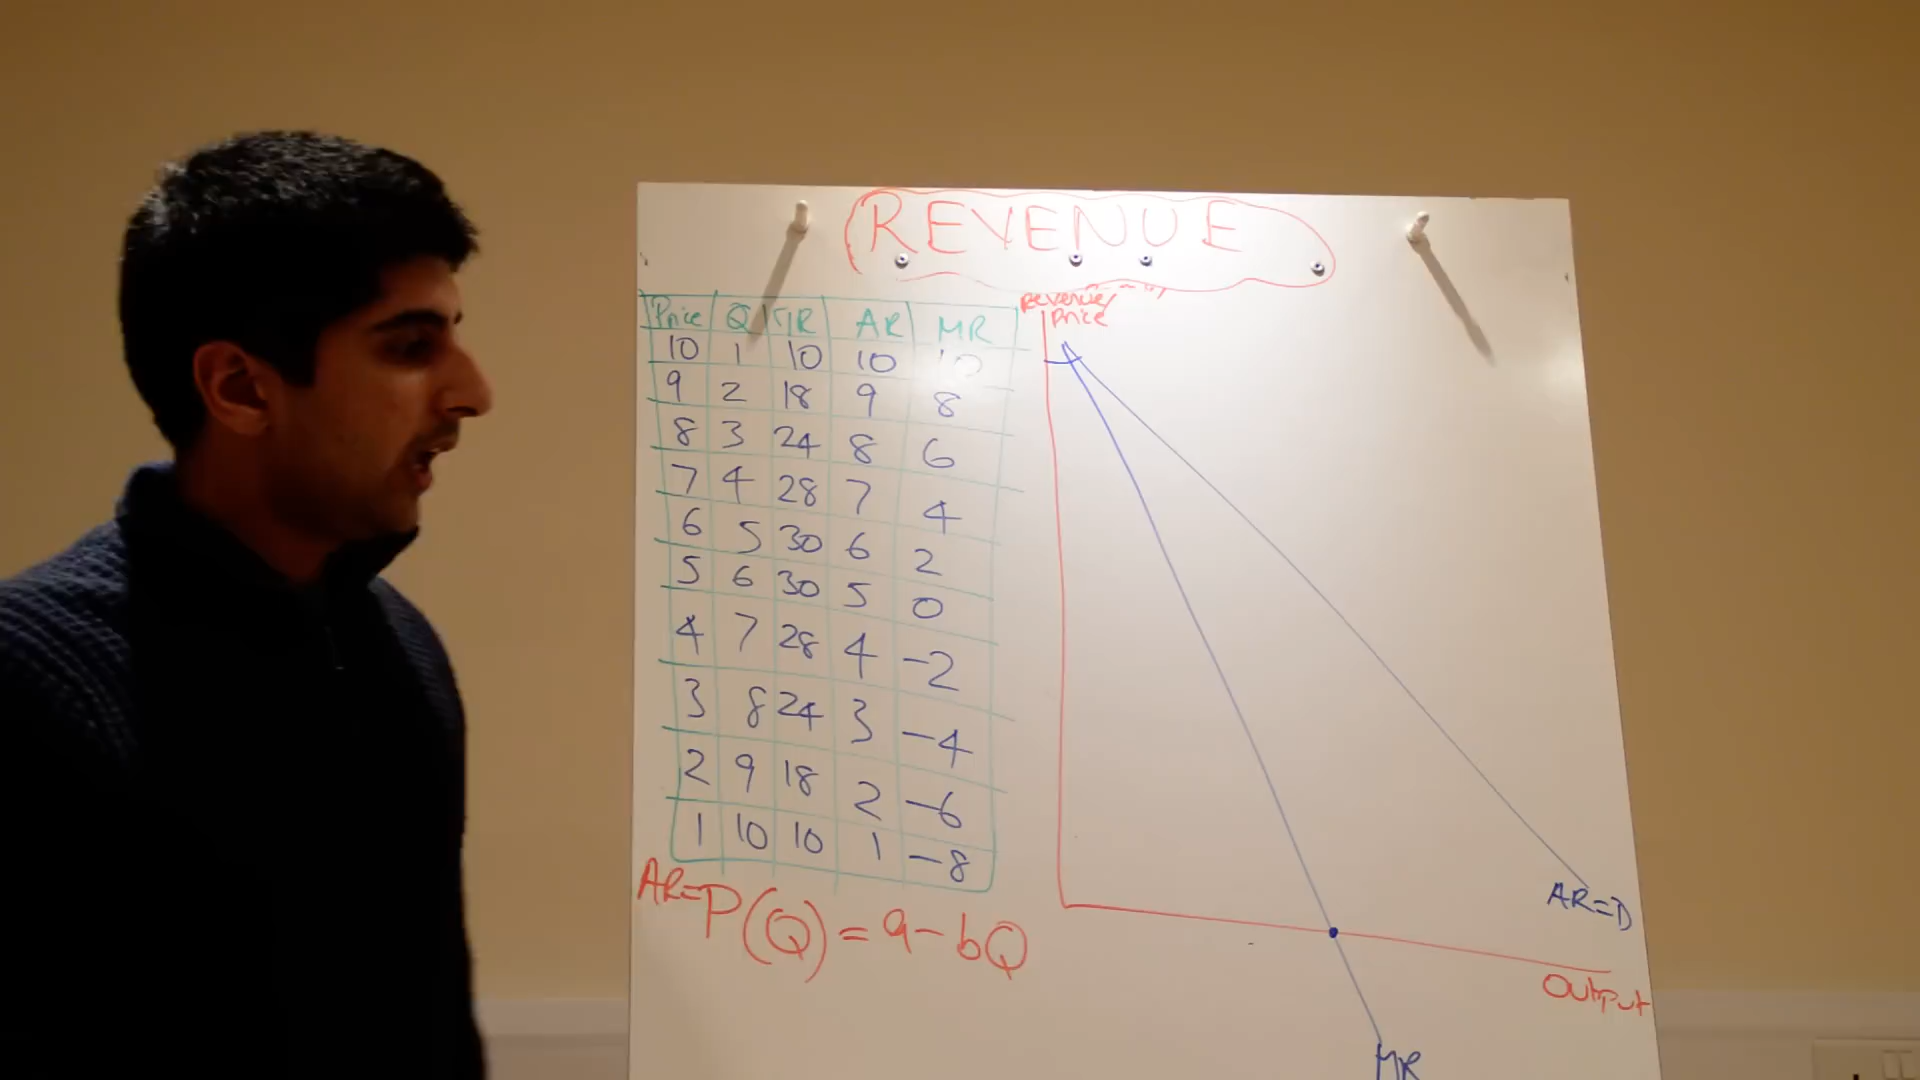 REVENUE
Price Q TR AR MR
10 1 10 10 10
9 2 18 9 8
8 3 24 8 6
7 4 28 7 4
6 5 30 6 2
5 6 30 5 0
4 7 28 4 -2
3 8 24 3 -4
2 9 18 2 -6
1 10 10 1 -8
AR=P(Q) = a-bQ
Revenue/
Price
AR=D
Output
MR